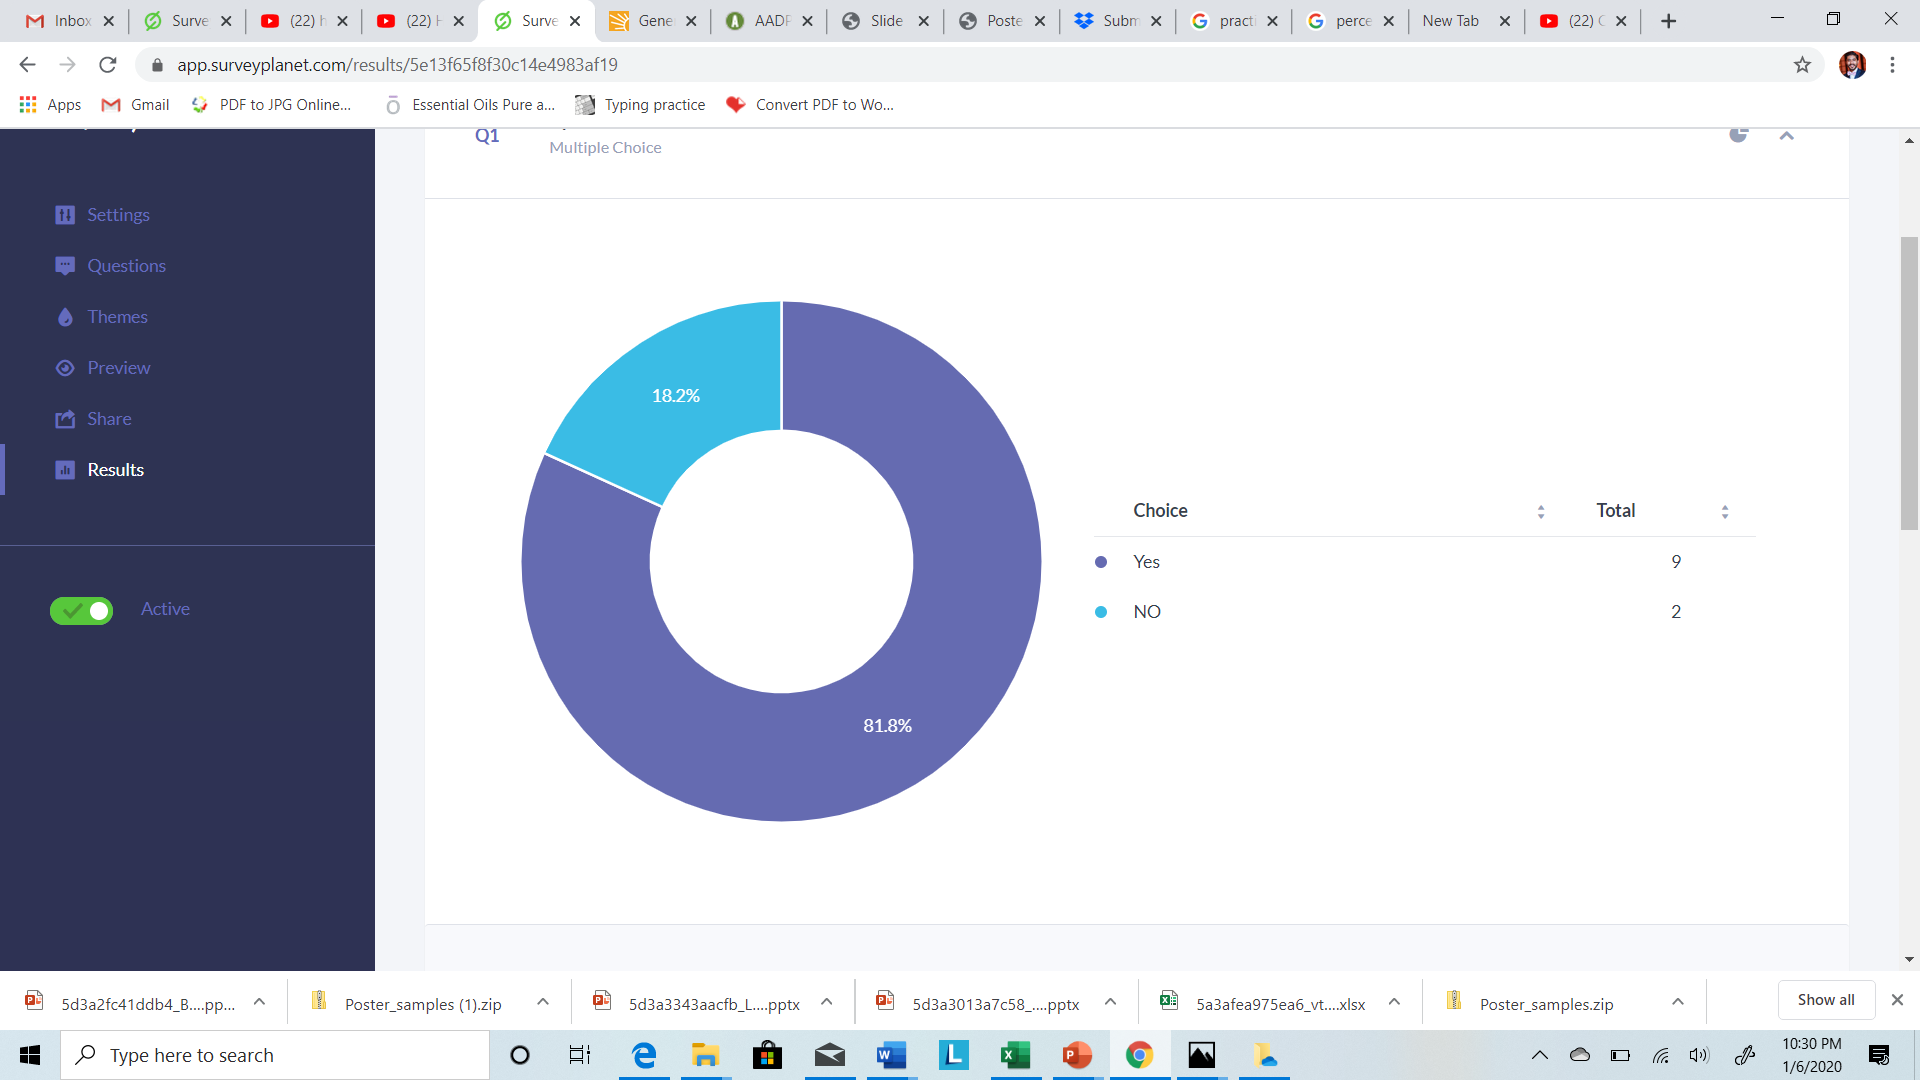 Inbox
Surve
(22) h
(22) H
Surve
Gene
AADP
Slide
Poste
Subm
practi
perce
New Tab
(22) C
app.surveyplanet.com/results/5e13f65f8f30c14e4983af19
Apps
Gmail
PDF to JPG Online...
Essential Oils Pure a...
Typing practice
Convert PDF to Wo...
Q1
Multiple Choice
Settings
Questions
Themes
Preview
Share
Results
Active
18.2%
81.8%
Choice Total
Yes 9
NO 2
5d3a2fc41ddb4_B....pp...
Poster_samples (1).zip
5d3a3343aacfb_L....pptx
5d3a3013a7c58_....pptx
5a3afea975ea6_vt....xlsx
Poster_samples.zip
Show all
Type here to search
10:30 PM
1/6/2020